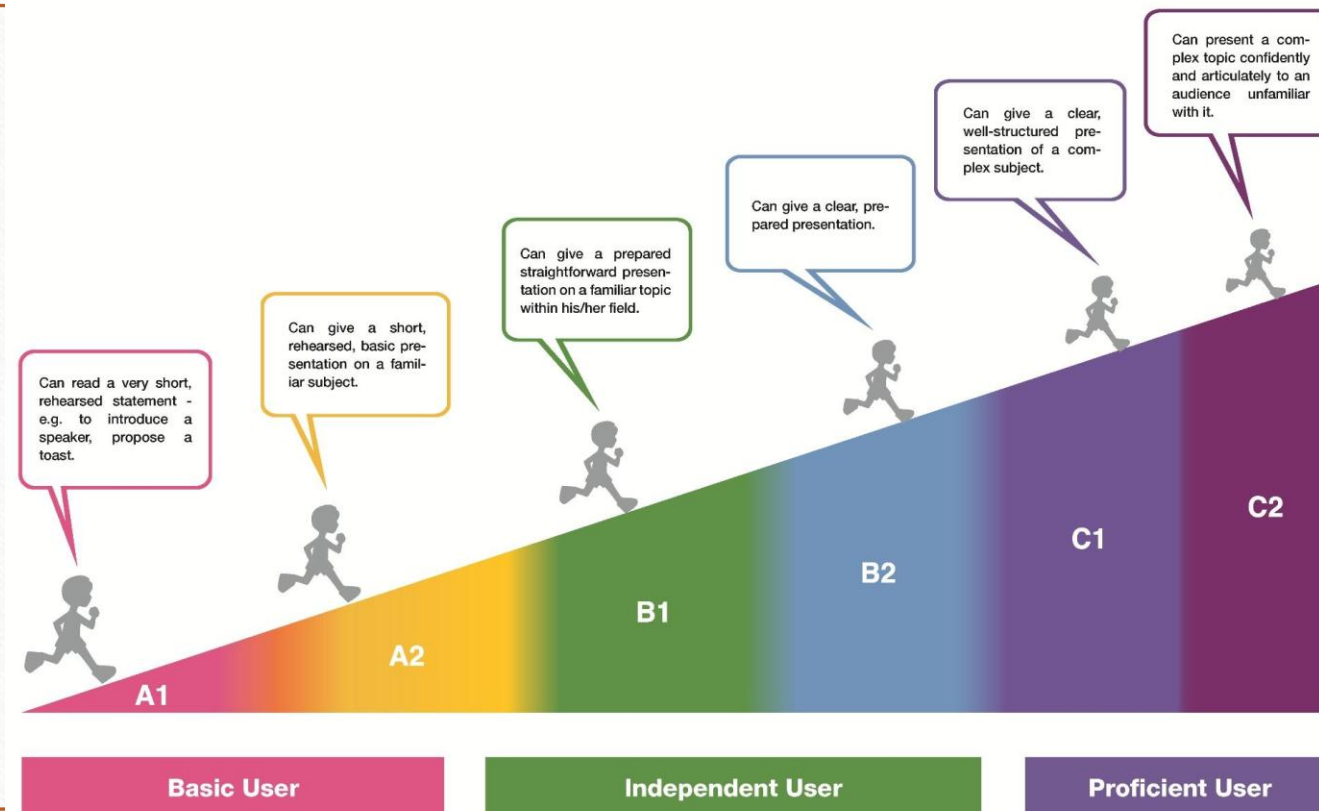 Can read a very short,
rehearsed statement -
e.g. to introduce a
speaker, propose a
toast.
Can give a short,
rehearsed, basic pre-
sentation on a famil-
iar subject.
Can give a prepared
straightforward presen-
tation on a familiar topic
within his/her field.
Can give a clear, pre-
pared presentation.
Can give a clear,
well-structured pre-
sentation of a com-
plex subject.
Can present a com-
plex topic confidently
and articulately to an
audience unfamiliar
with it.
A1
A2
B1
B2
C1
C2
Basic User
Independent User
Proficient User